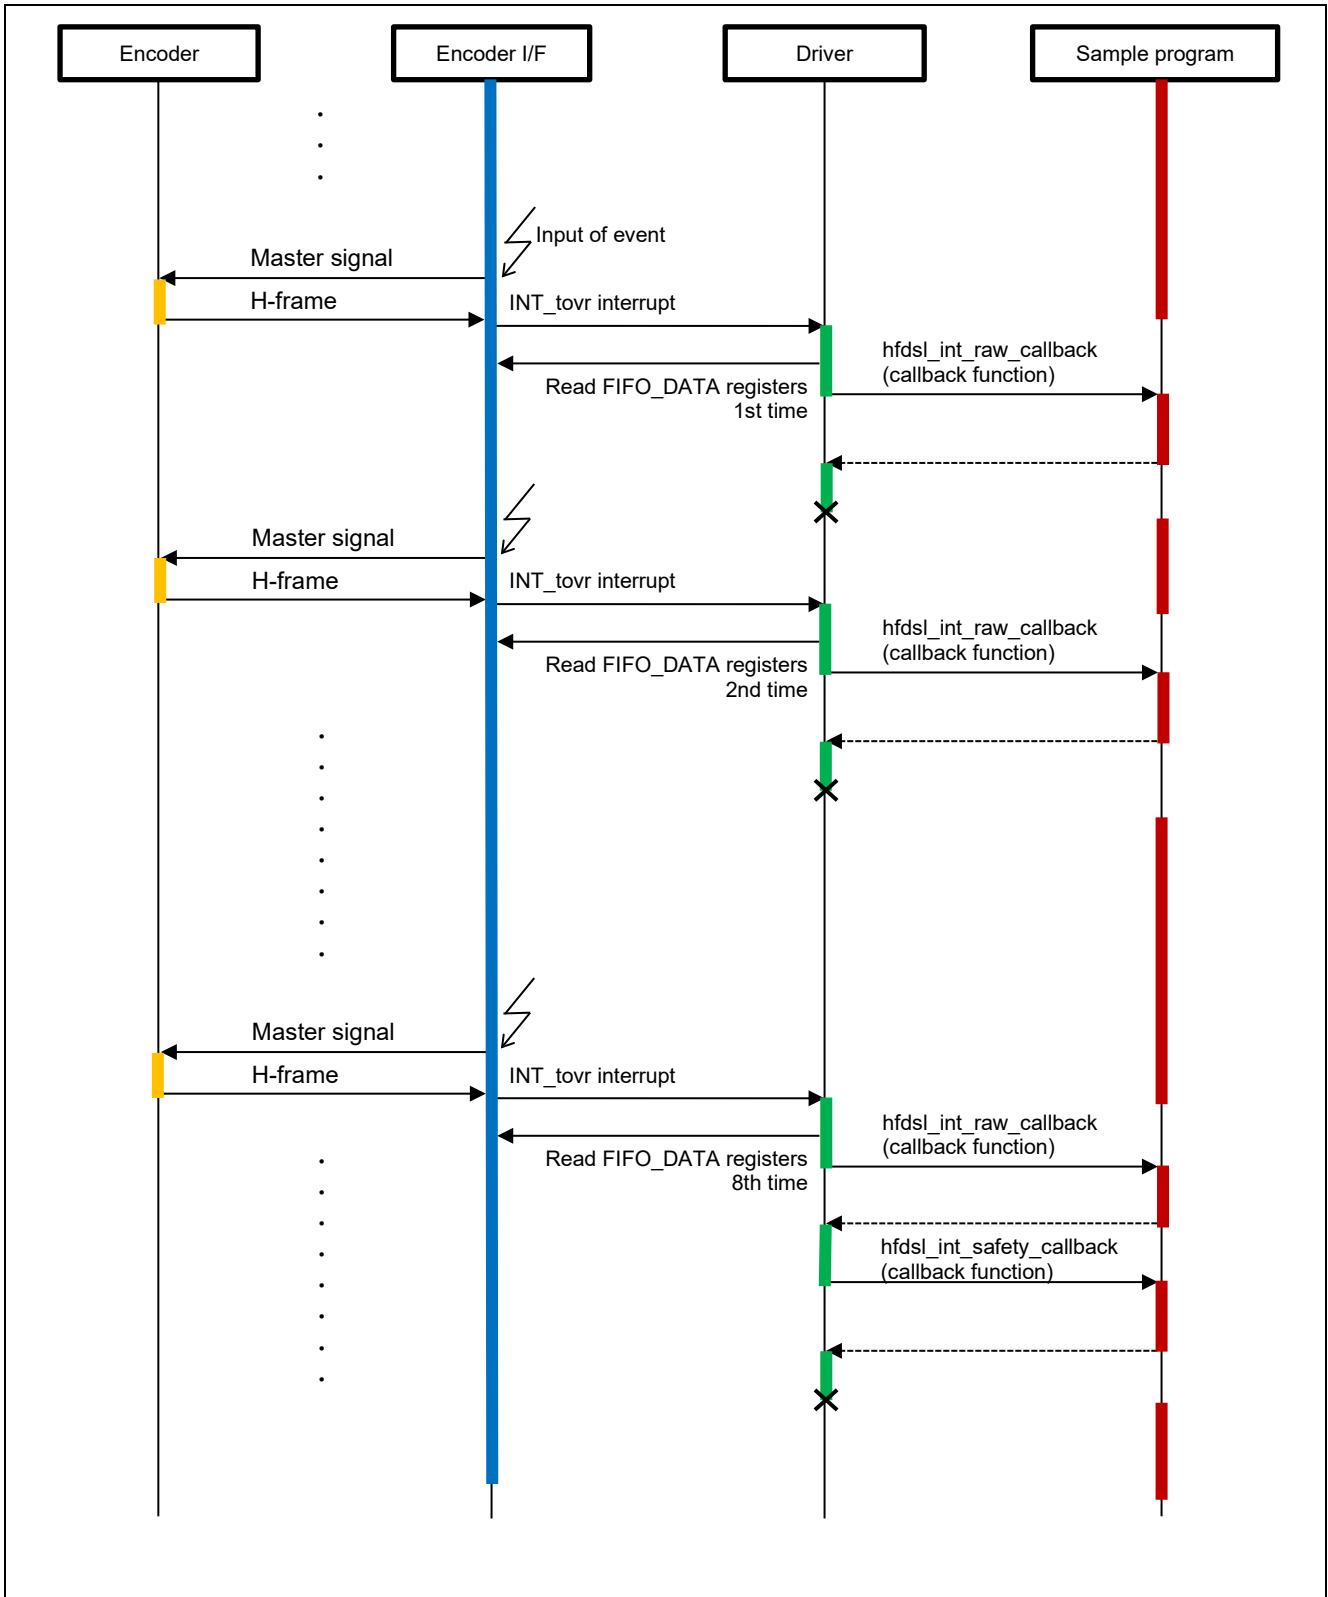 Encoder
Encoder I/F
Driver
Sample program
Input of event
Master signal
H-frame
INT_tovr interrupt
hfdsl_int_raw_callback
(callback function)
Read FIFO_DATA registers
1st time
Master signal
H-frame
INT_tovr interrupt
hfdsl_int_raw_callback
(callback function)
Read FIFO_DATA registers
2nd time
Master signal
H-frame
INT_tovr interrupt
hfdsl_int_raw_callback
(callback function)
Read FIFO_DATA registers
8th time
hfdsl_int_safety_callback
(callback function)